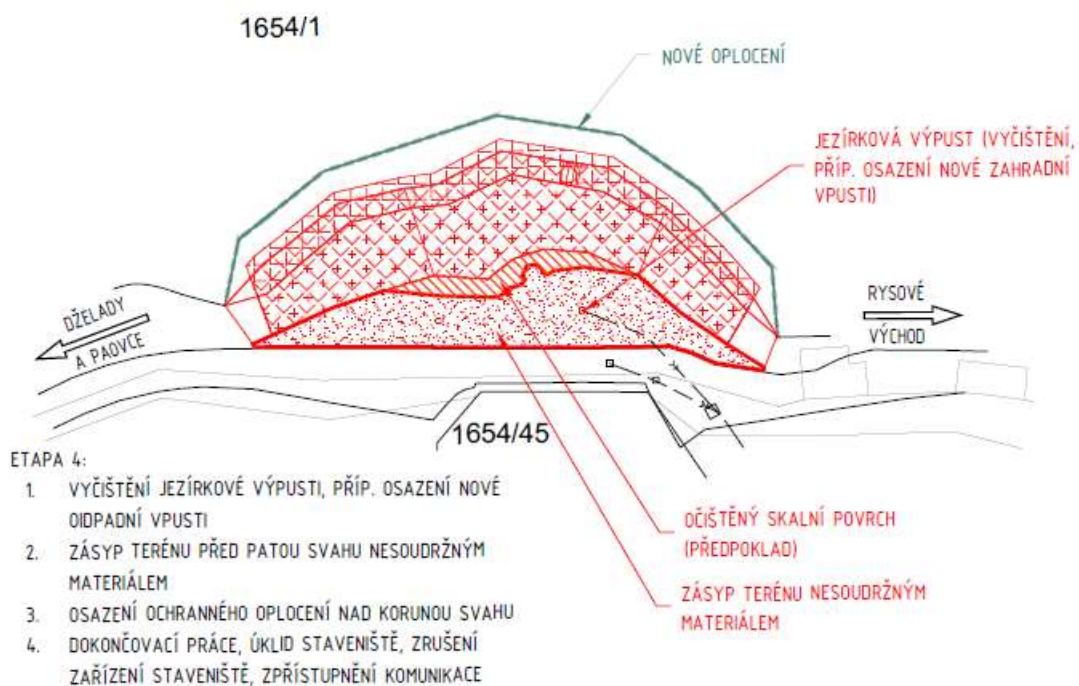 1654/1
NOVÉ OPLOCENÍ
JEZÍRKOVÁ VÝPUST (VYČIŠTĚNÍ,
PŘÍP. OSAZENÍ NOVÉ ZAHRADNÍ
VPUSTI)
DŽELADY
A PAOVCE
RYSOVÉ
VÝCHOD
1654/45
ETAPA 4:
1. VYČIŠTĚNÍ JEZÍRKOVÉ VÝPUSTI, PŘÍP. OSAZENÍ NOVÉ
OIDPADNÍ VPUSTI
2. ZÁSYP TERÉNU PŘED PATOU SVAHU NESOUDRŽNÝM
MATERIÁLEM
3. OSAZENÍ OCHRANNÉHO OPLOCENÍ NAD KORUNOU SVAHU
4. DOKONČOVACÍ PRÁCE, ÚKLID STAVENIŠTĚ, ZRUŠENÍ
ZAŘÍZENÍ STAVENIŠTĚ, ZPŘÍSTUPNĚNÍ KOMUNIKACE
OČIŠTĚNÝ SKALNÍ POVRCH
(PŘEDPOKLAD)
ZÁSYP TERÉNU NESOUDRŽNÝM
MATERIÁLEM